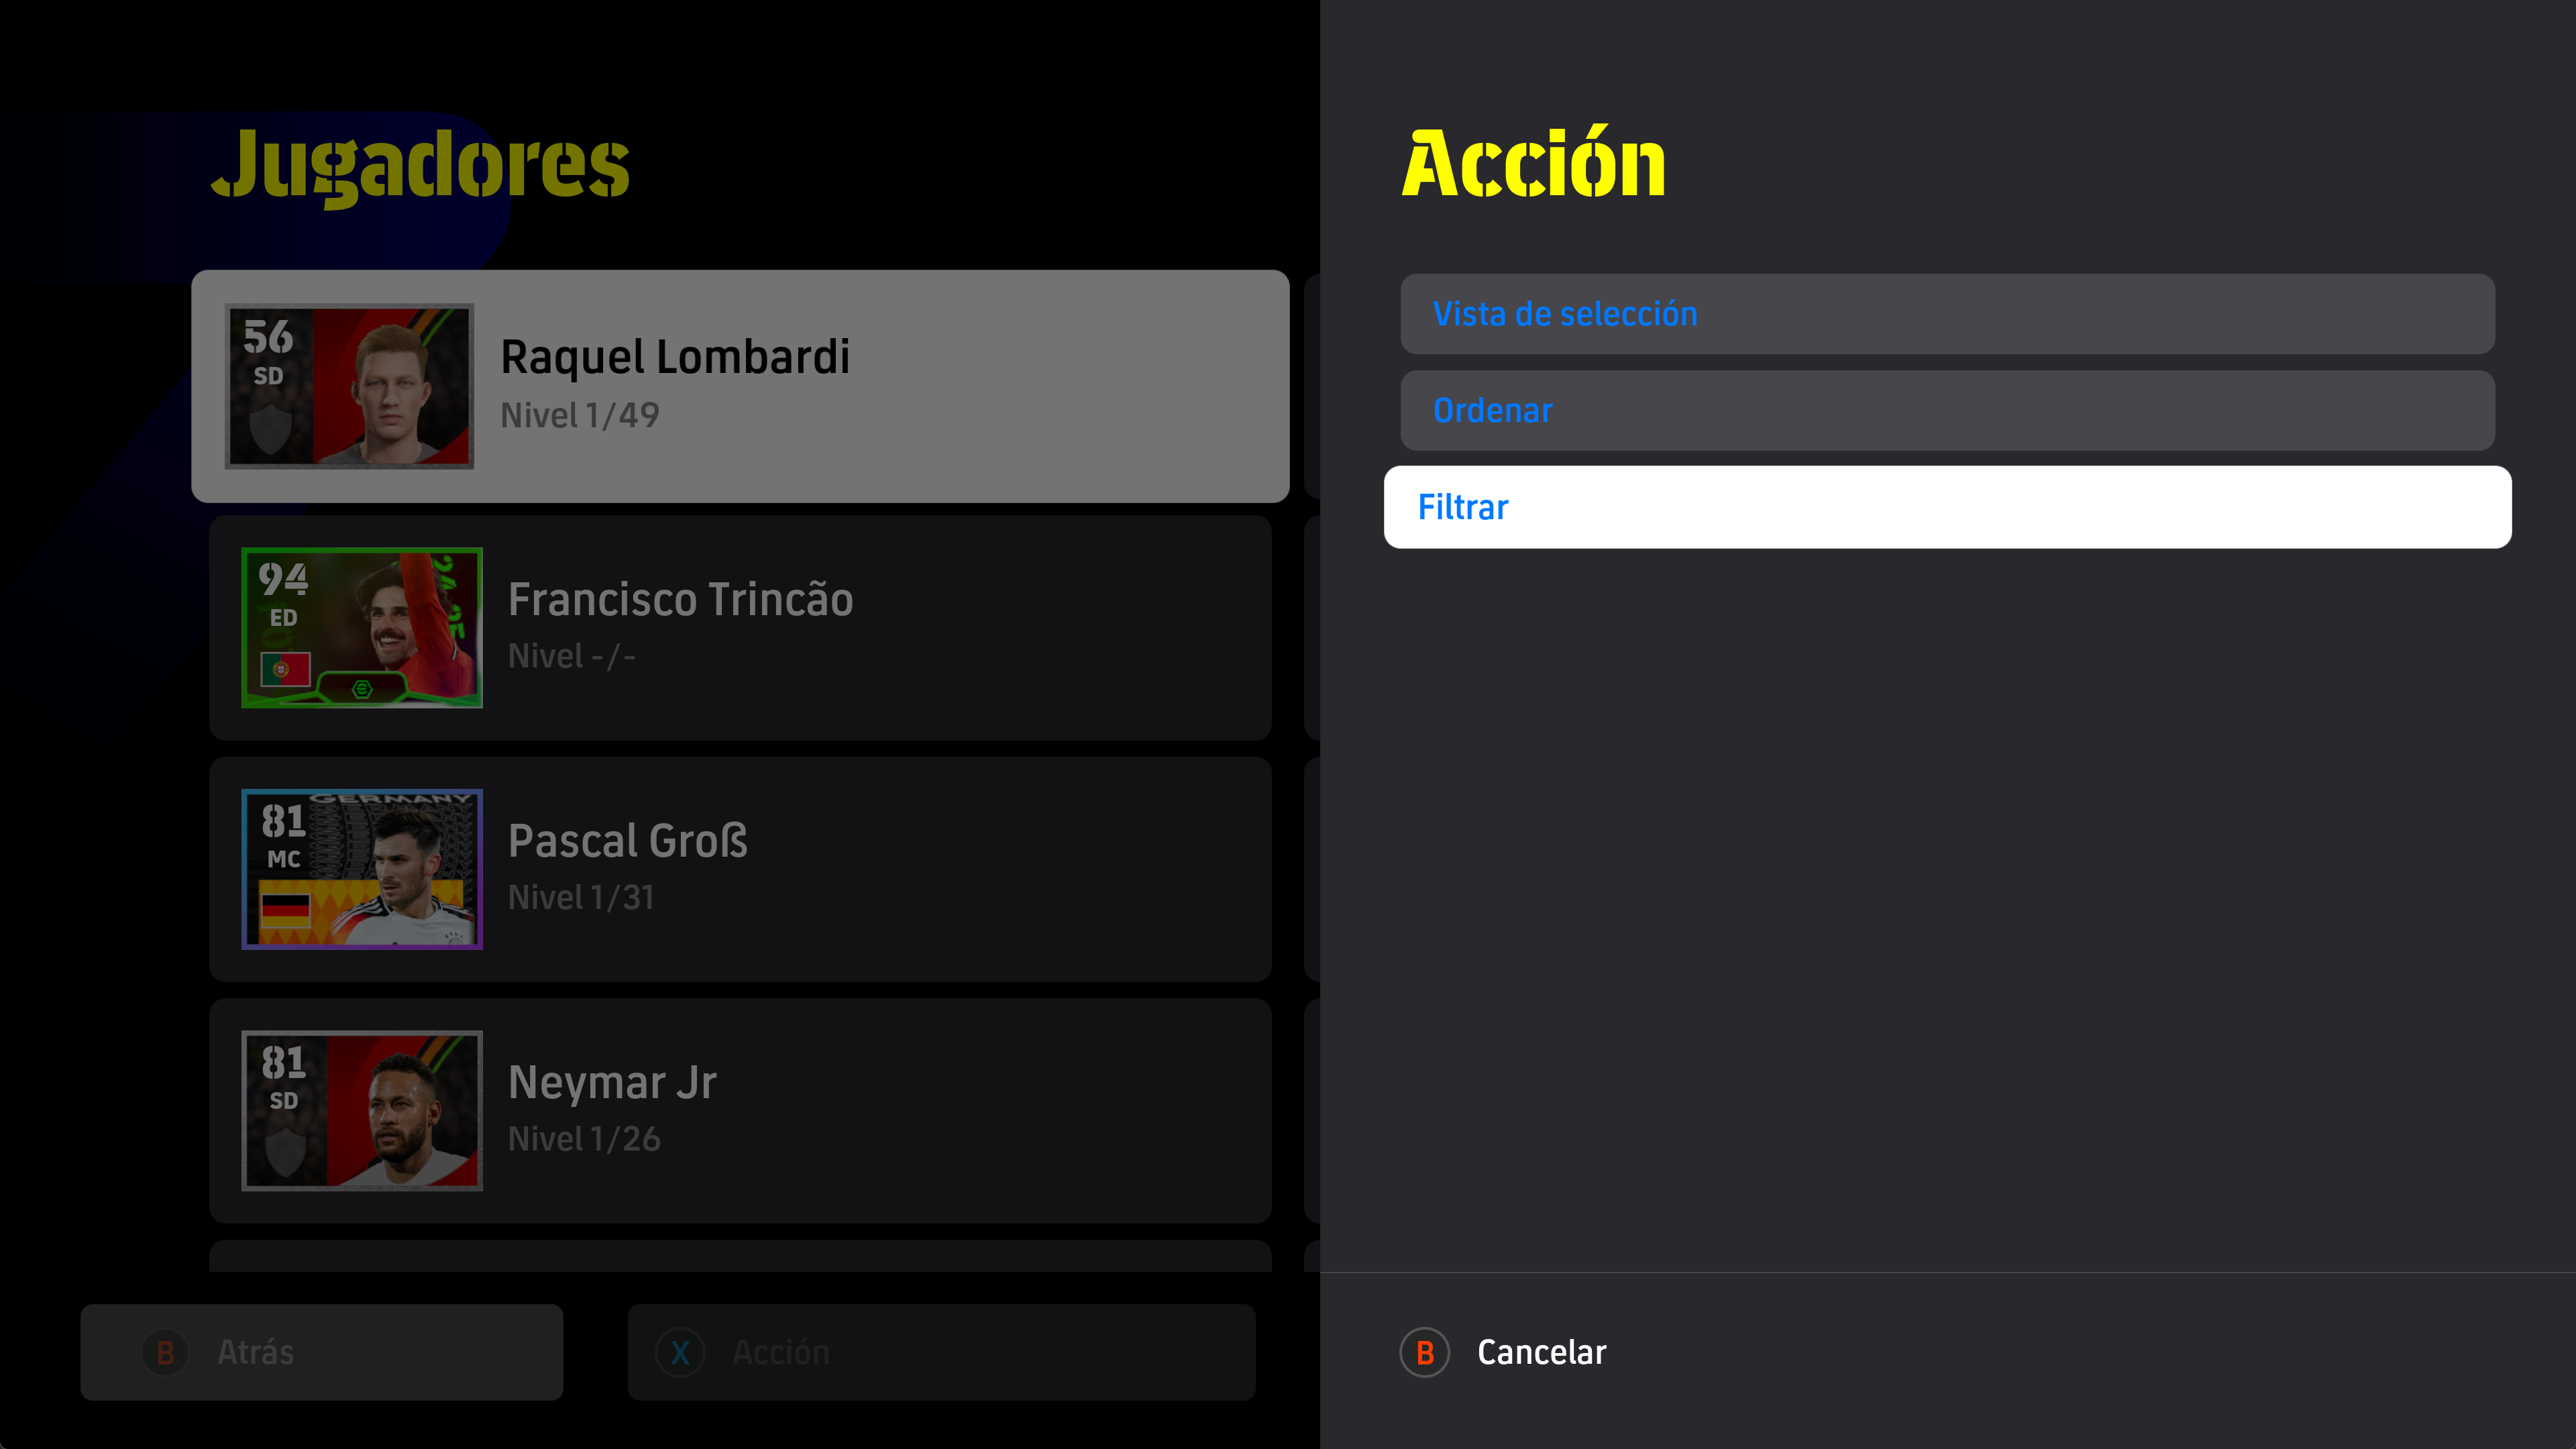 Jugadores
56
SD
Raquel Lombardi
Nivel 1/49
94
ED
Francisco Trincão
Nivel -/-
GERMANY
81
MC
Pascal Groß
Nivel 1/31
81
SD
Neymar Jr
Nivel 1/26
B Atrás
X Acción
Acción
Vista de selección
Ordenar
Filtrar
B Cancelar